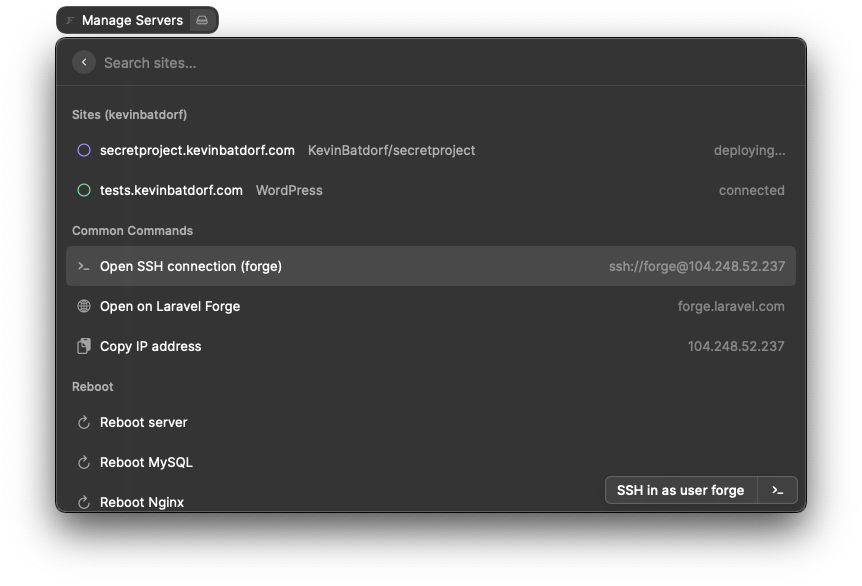 Manage Servers
Search sites...
Sites (kevinbatdorf)
secretproject.kevinbatdorf.com KevinBatdorf/secretproject deploying...
tests.kevinbatdorf.com WordPress connected
Common Commands
Open SSH connection (forge) ssh://forge@104.248.52.237
Open on Laravel Forge forge.laravel.com
Copy IP address 104.248.52.237
Reboot
Reboot server
Reboot MySQL
Reboot Nginx
SSH in as user forge